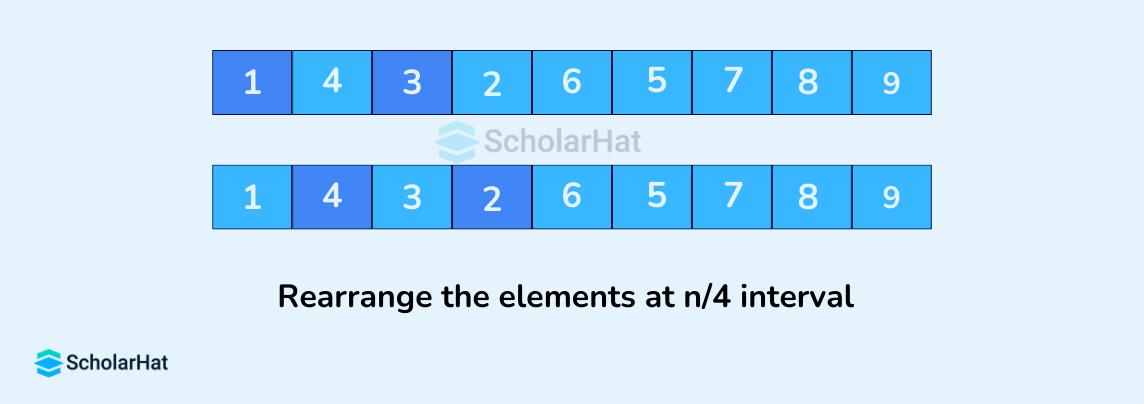 1 4 3 2 6 5 7 8 9
ScholarHat
1 4 3 2 6 5 7 8 9
Rearrange the elements at n/4 interval
ScholarHat